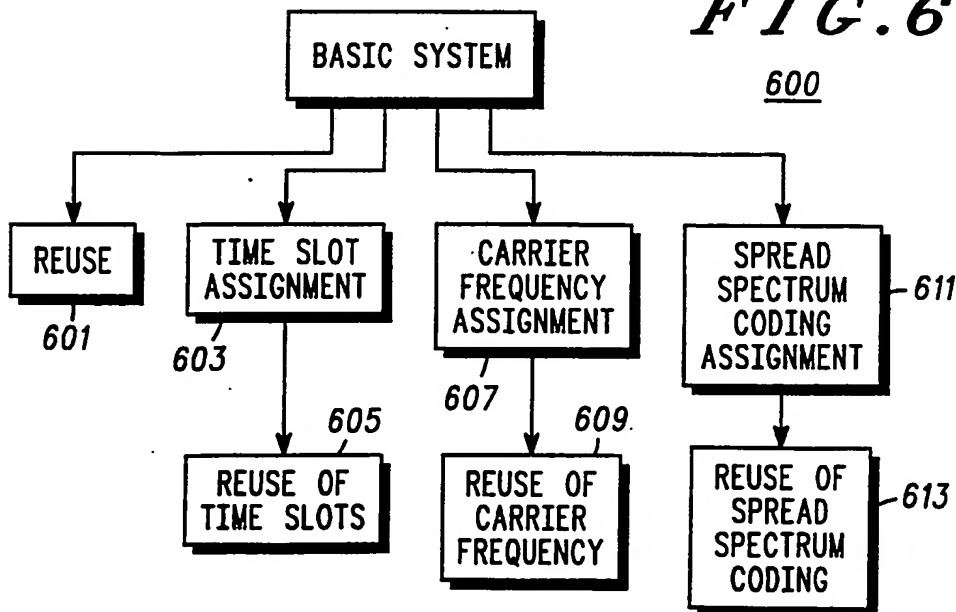 FIG.6
600
BASIC SYSTEM
REUSE
601
TIME SLOT
ASSIGNMENT
603
CARRIER
FREQUENCY
ASSIGNMENT
607
SPREAD
SPECTRUM
CODING
ASSIGNMENT
611
605
REUSE OF
TIME SLOTS
609
REUSE OF
CARRIER
FREQUENCY
REUSE OF
SPREAD
SPECTRUM
CODING
613